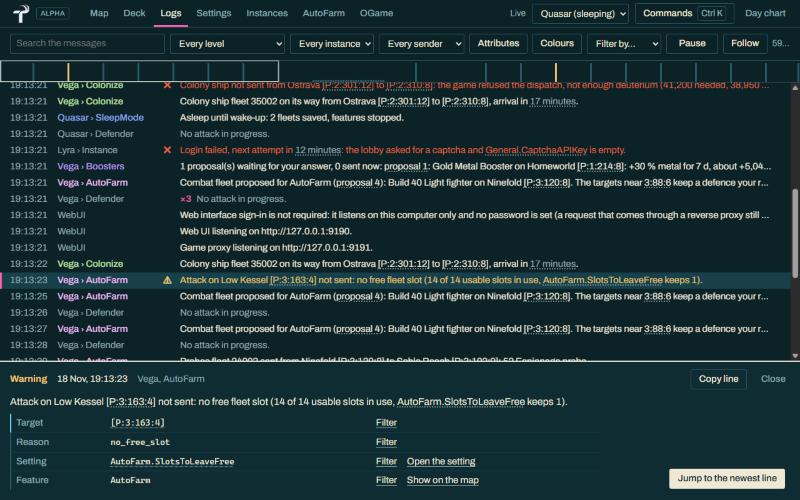 ALPHA Map Deck Logs Settings Instances AutoFarm OGame Live Quasar (sleeping) Commands Ctrl K Day chart
Search the messages Every level Every instance Every sender Attributes Colours Filter by... Pause Follow 59...
19:13:21 Vega › Colonize Colony ship not sent from Ostrava [P:2:301:12] to [P:2:310:8]: the game refused the dispatch, not enough deuterium (41,200 needed, 38,950 ...
19:13:21 Vega › Colonize Colony ship fleet 35002 on its way from Ostrava [P:2:301:12] to [P:2:310:8], arrival in 17 minutes.
19:13:21 Quasar › SleepMode Asleep until wake-up: 2 fleets saved, features stopped.
19:13:21 Quasar › Defender No attack in progress.
19:13:21 Lyra › Instance Login failed, next attempt in 12 minutes: the lobby asked for a captcha and General.CaptchaAPIKey is empty.
19:13:21 Vega › Boosters 1 proposal(s) waiting for your answer, 0 sent now: proposal 1: Gold Metal Booster on Homeworld [P:1:214:8]: +30 % metal for 7 d, about +5,04...
19:13:21 Vega › AutoFarm Combat fleet proposed for AutoFarm (proposal 4): Build 40 Light fighter on Ninefold [P:3:120:8]. The targets near 3:88:6 keep a defence your r...
19:13:21 Vega › Defender ×3 No attack in progress.
19:13:21 WebUI Web interface sign-in is not required: it listens on this computer only and no password is set (a request that comes through a reverse proxy still ...
19:13:21 WebUI Web UI listening on http://127.0.0.1:9190.
19:13:21 WebUI Game proxy listening on http://127.0.0.1:9191.
19:13:22 Vega › Colonize Colony ship fleet 35002 on its way from Ostrava [P:2:301:12] to [P:2:310:8], arrival in 17 minutes.
19:13:23 Vega › AutoFarm Attack on Low Kessel [P:3:163:4] not sent: no free fleet slot (14 of 14 usable slots in use, AutoFarm.SlotsToLeaveFree keeps 1).
19:13:25 Vega › AutoFarm Combat fleet proposed for AutoFarm (proposal 4): Build 40 Light fighter on Ninefold [P:3:120:8]. The targets near 3:88:6 keep a defence your r...
19:13:26 Vega › Defender No attack in progress.
19:13:27 Vega › AutoFarm Combat fleet proposed for AutoFarm (proposal 4): Build 40 Light fighter on Ninefold [P:3:120:8]. The targets near 3:88:6 keep a defence your r...
19:13:28 Vega › Defender No attack in progress.
Vega › AutoFarm
Warning 18 Nov, 19:13:23 Vega, AutoFarm Copy line Close
Attack on Low Kessel [P:3:163:4] not sent: no free fleet slot (14 of 14 usable slots in use, AutoFarm.SlotsToLeaveFree keeps 1).
Target [P:3:163:4] Filter
Reason no_free_slot Filter
Setting AutoFarm.SlotsToLeaveFree Filter Open the setting
Feature AutoFarm Filter Show on the map
Jump to the newest line